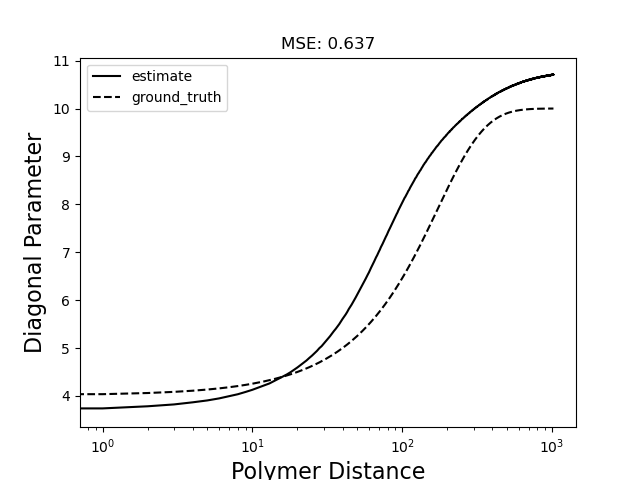 MSE: 0.637
estimate
ground_truth
Diagonal Parameter
11
10
9
8
7
6
5
4
10⁰
10¹
10²
10³
Polymer Distance